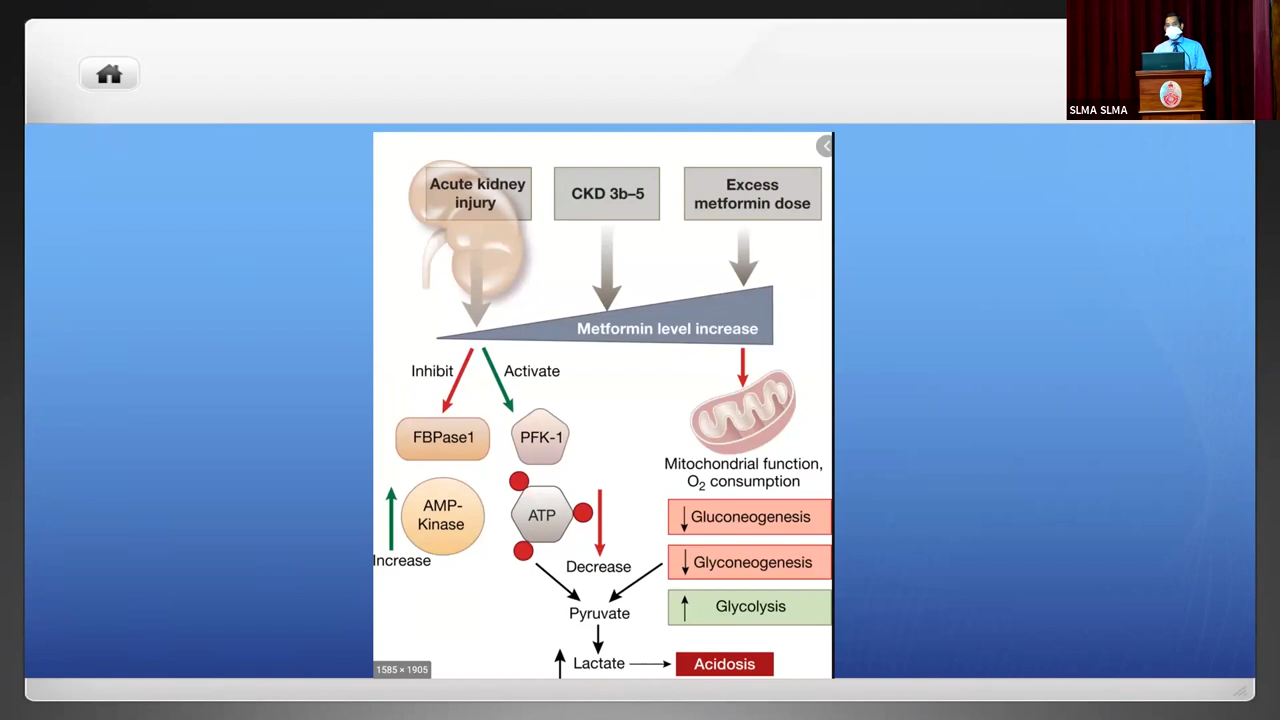 SLMA SLMA
Acute kidney
injury
CKD 3b–5
Excess
metformin dose
Metformin level increase
Inhibit
Activate
FBPase1
PFK-1
Mitochondrial function,
O2 consumption
AMP-
Kinase
Increase
ATP
Decrease
Gluconeogenesis
Glyconeogenesis
Glycolysis
Pyruvate
Lactate
Acidosis
1585 × 1905